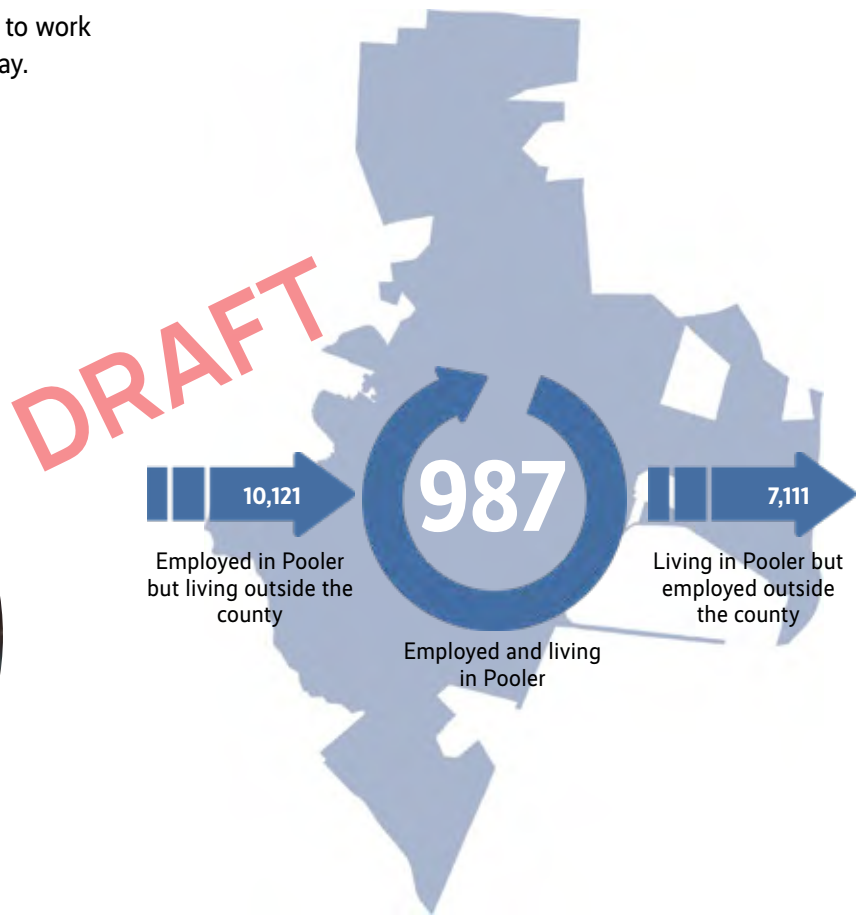 to work
ay.
DRAFT
987
10,121
7,111
Employed in Pooler
but living outside the
county
Living in Pooler but
employed outside
the county
Employed and living
in Pooler